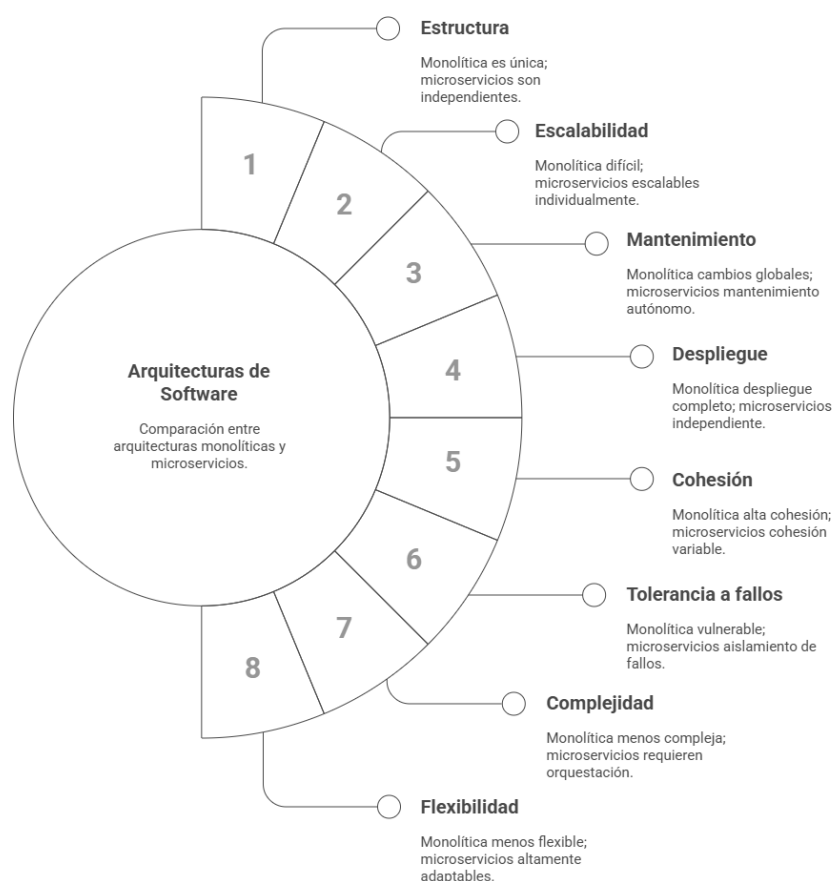 Arquitecturas de
Software
Comparación entre
arquitecturas monolíticas y
microservicios.
1
Estructura
Monolítica es única;
microservicios son
independientes.
2
Escalabilidad
Monolítica difícil;
microservicios escalables
individualmente.
3
Mantenimiento
Monolítica cambios globales;
microservicios mantenimiento
autónomo.
4
Despliegue
Monolítica despliegue
completo; microservicios
independiente.
5
Cohesión
Monolítica alta cohesión;
microservicios cohesión
variable.
6
Tolerancia a fallos
Monolítica vulnerable;
microservicios aislamiento de
fallos.
7
Complejidad
Monolítica menos compleja;
microservicios requieren
orquestación.
8
Flexibilidad
Monolítica menos flexible;
microservicios altamente
adaptables.